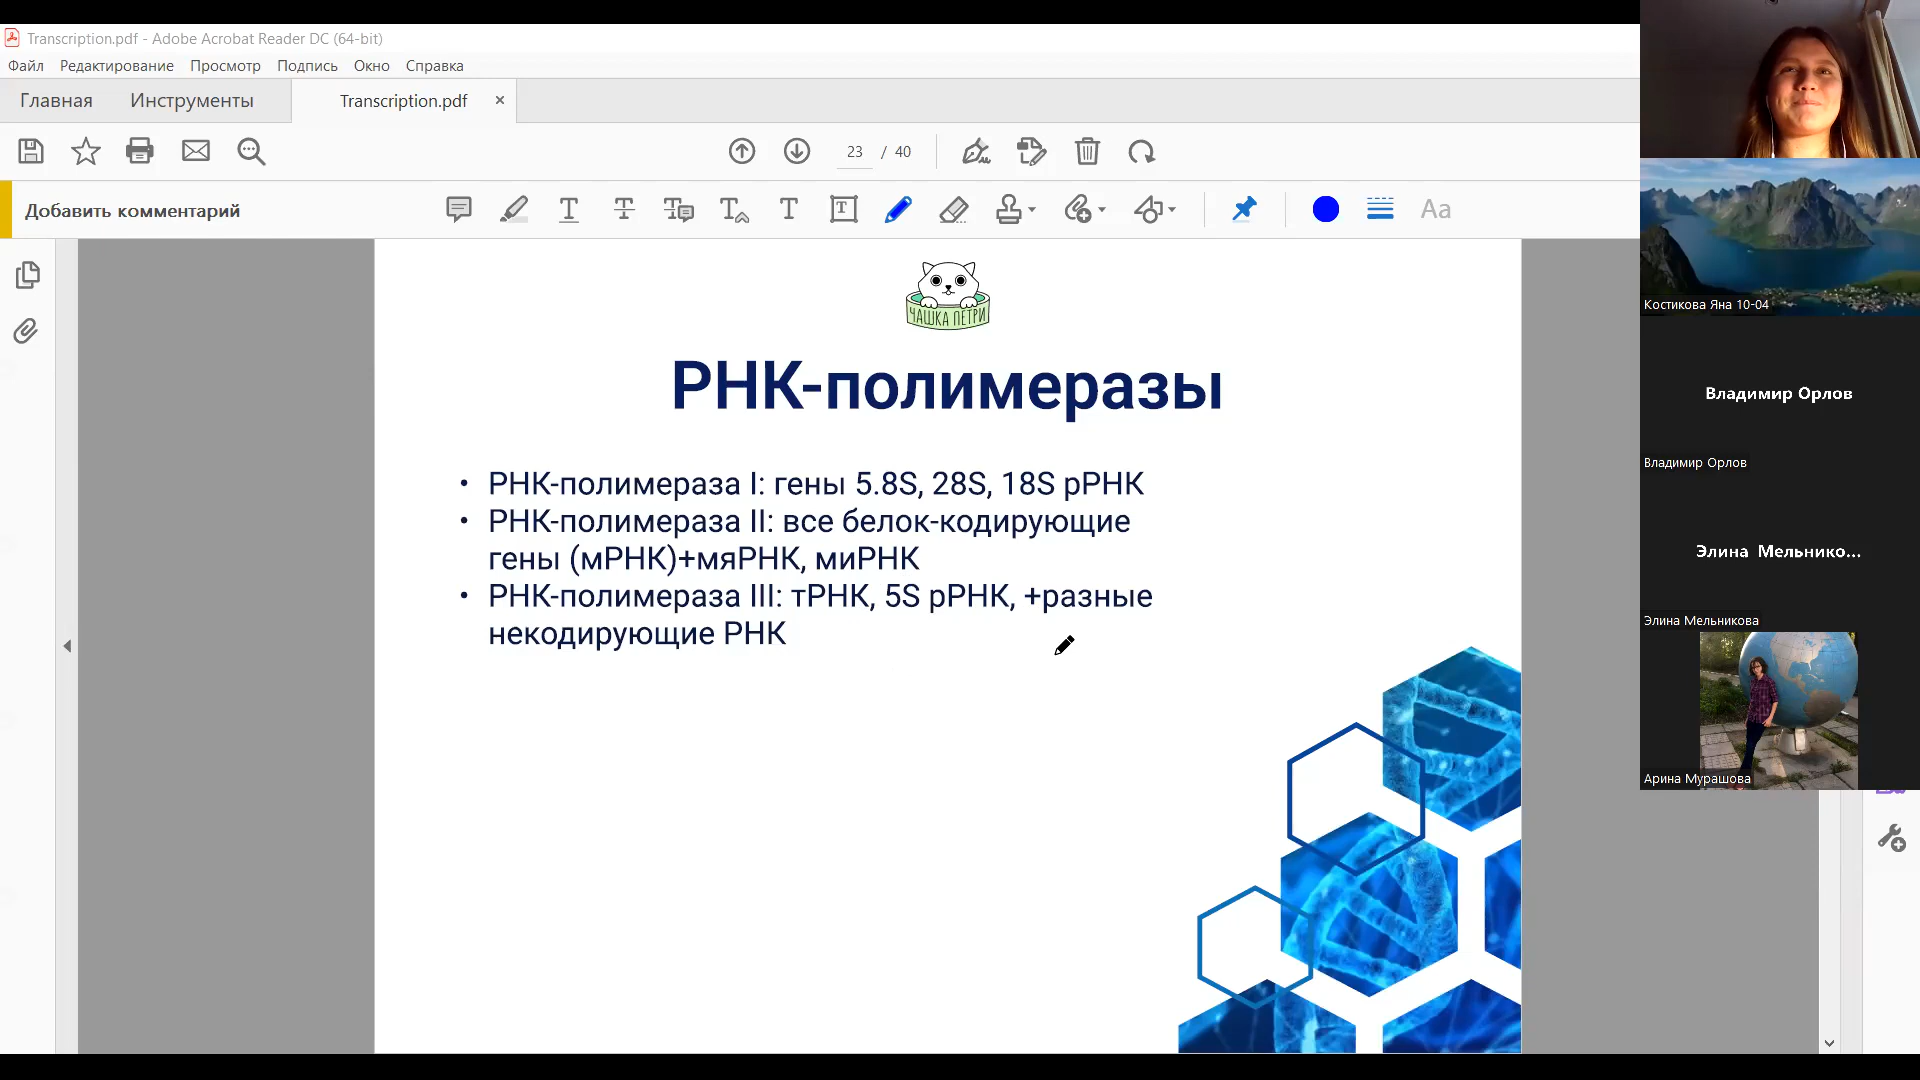 Transcription.pdf - Adobe Acrobat Reader DC (64-bit)
Файл Редактирование Просмотр Подпись Окно Справка
Главная Инструменты Transcription.pdf ×
23 / 40
Добавить комментарий
Aa
ЧАШКА ПЕТРИ
РНК-полимеразы
• РНК-полимераза I: гены 5.8S, 28S, 18S рРНК
• РНК-полимераза II: все белок-кодирующие
гены (мРНК)+мяРНК, миРНК
• РНК-полимераза III: тРНК, 5S рРНК, +разные
некодирующие РНК
Костикова Яна 10-04
Владимир Орлов
Владимир Орлов
Элина Мельнико...
Элина Мельникова
Арина Мурашова